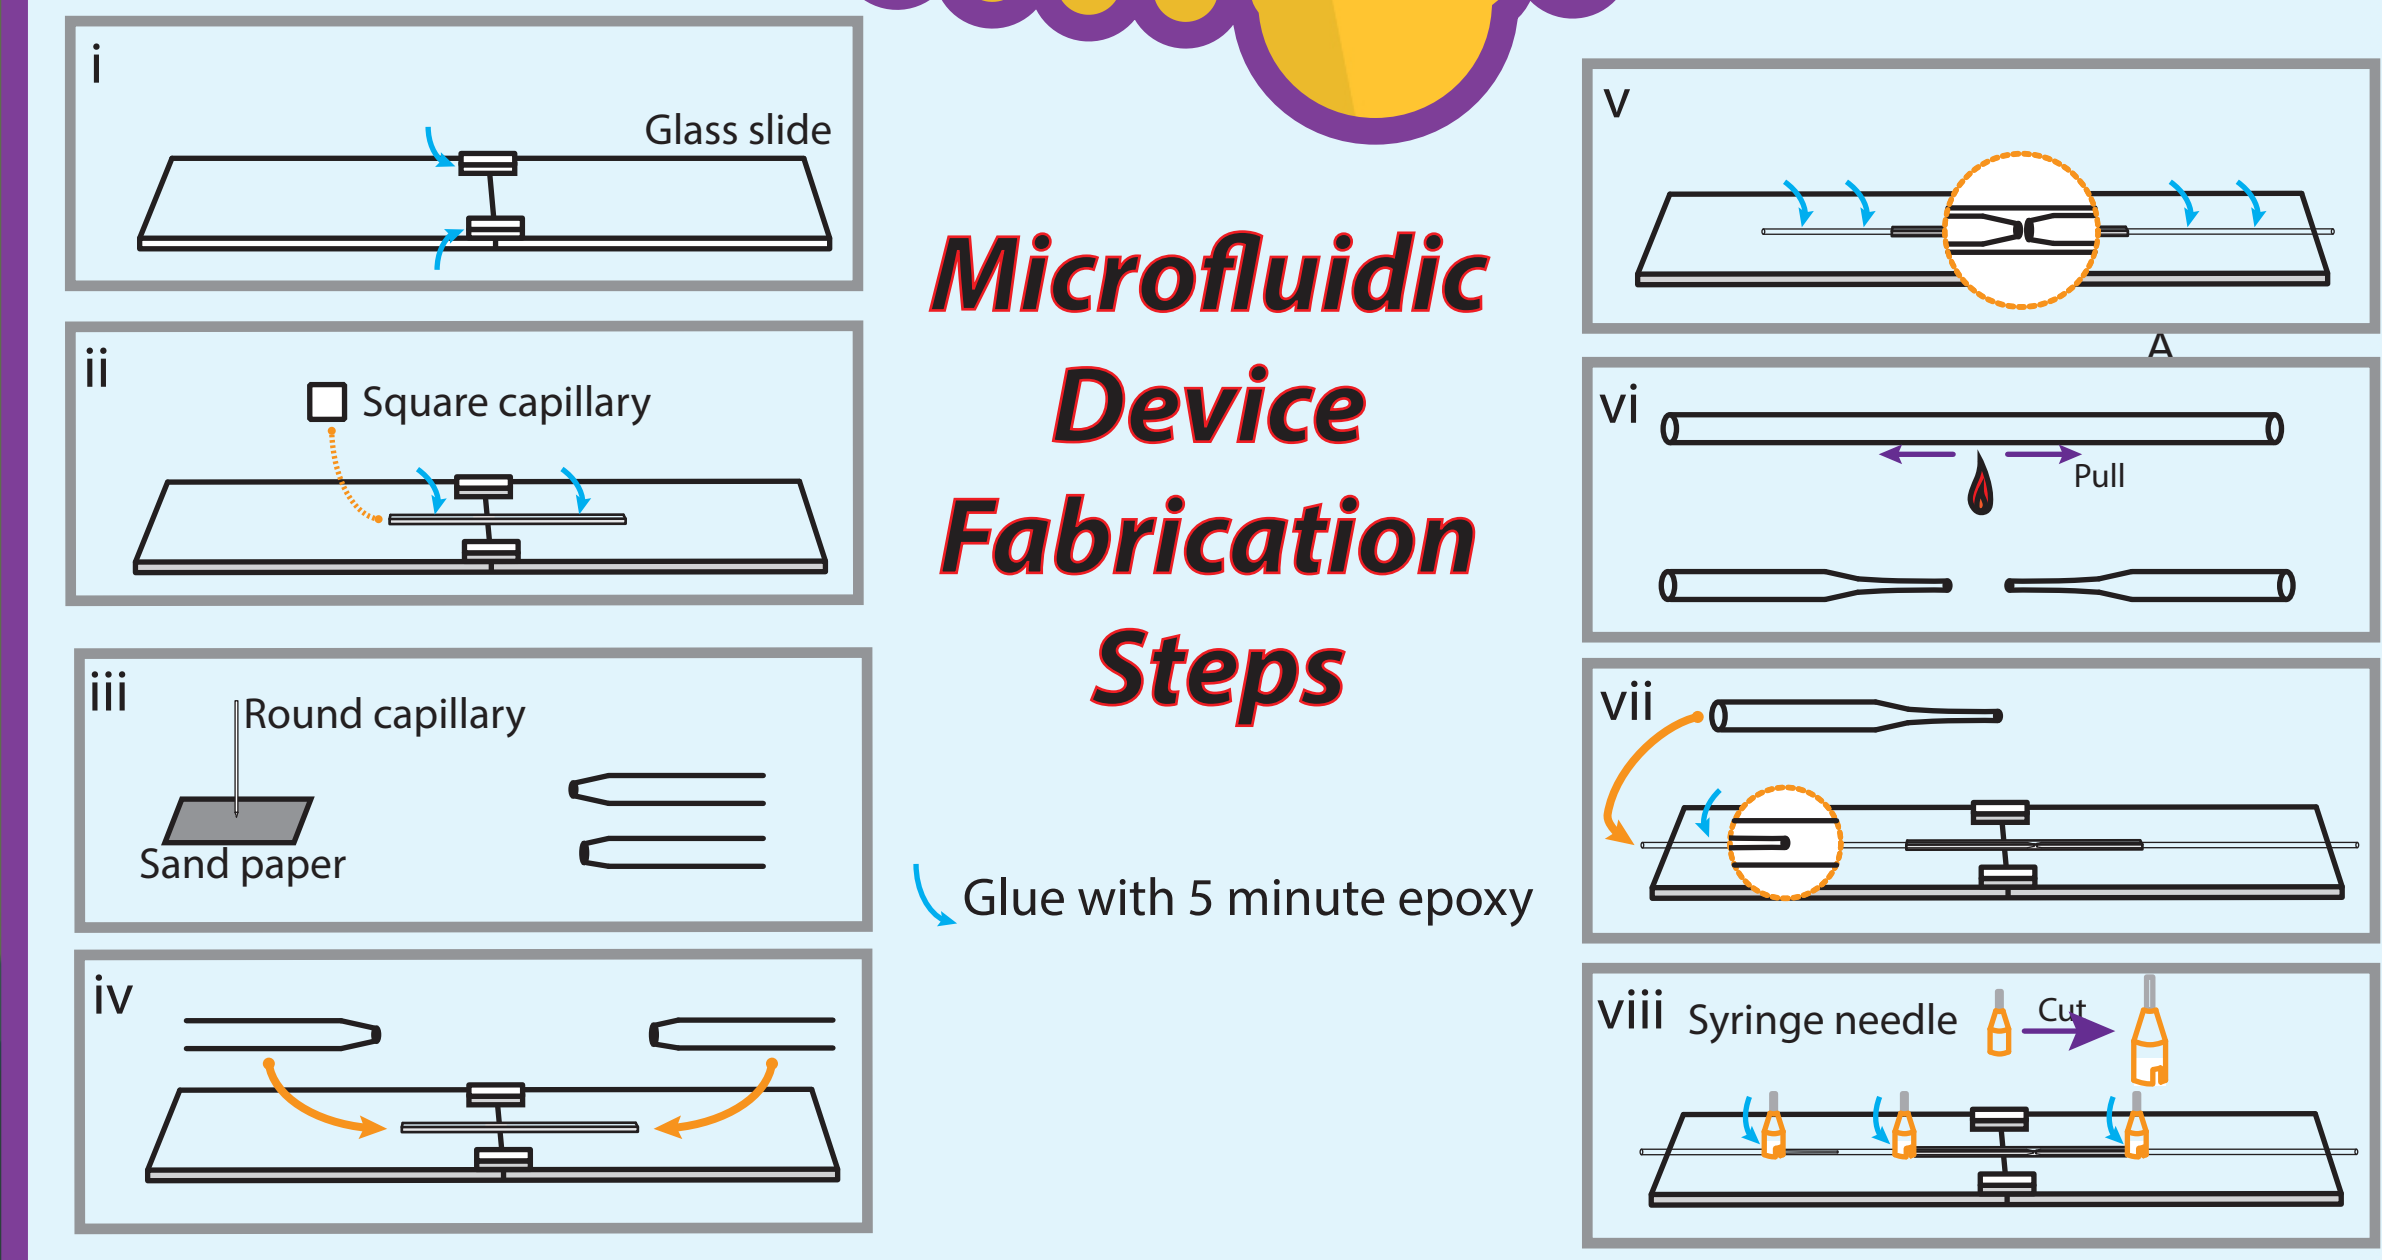 i
Glass slide
ii
Square capillary
iii
Round capillary
Sand paper
iv
Microfluidic
Device
Fabrication
Steps
Glue with 5 minute epoxy
v
A
vi
Pull
vii
viii
Syringe needle
Cut